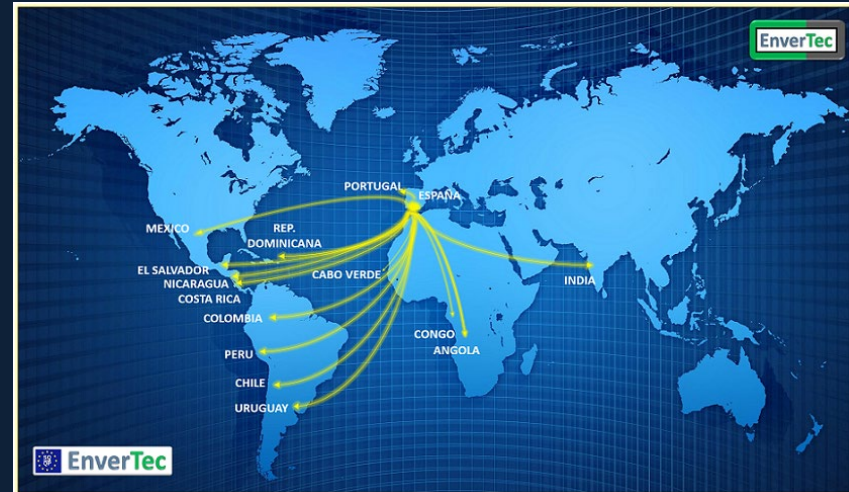 EnverTec
PORTUGAL
ESPAÑA
MEXICO
REP.
DOMINICANA
EL SALVADOR
CABO VERDE
INDIA
NICARAGUA
COSTA RICA
COLOMBIA
CONGO
ANGOLA
PERU
CHILE
URUGUAY
EnverTec